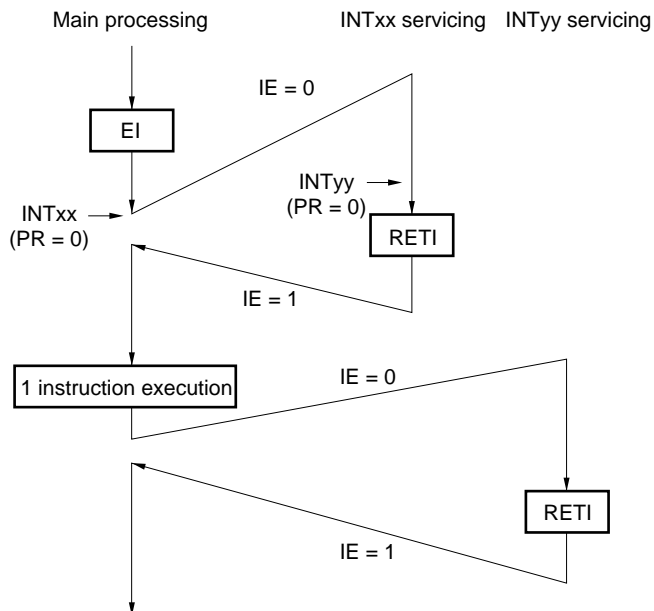 Main processing
INTxx servicing
INTyy servicing
IE = 0
EI
INTyy
(PR = 0)
INTxx
(PR = 0)
RETI
IE = 1
1 instruction execution
IE = 0
RETI
IE = 1